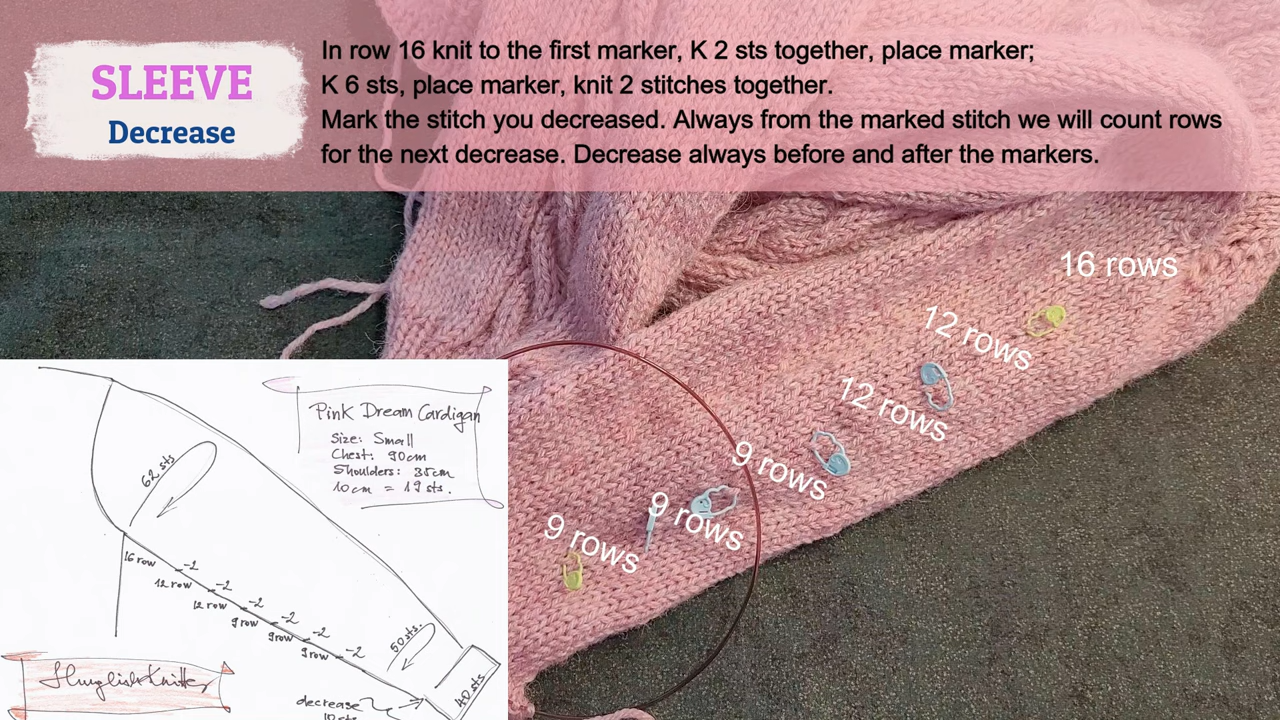 SLEEVE
Decrease
In row 16 knit to the first marker, K 2 sts together, place marker;
K 6 sts, place marker, knit 2 stitches together.
Mark the stitch you decreased. Always from the marked stitch we will count rows
for the next decrease. Decrease always before and after the markers.
16 rows
12 rows
12 rows
9 rows
9 rows
9 rows
Pink Dream Cardigan
Size: Small
Chest: 90cm
Shoulders: 35cm
10cm = 19 sts.
62 sts
16 row
-2
12 row
-2
12 row
-2
9 row
-2
9 row
-2
9 row
-2
50 sts.
40 sts
decrease
10 sts